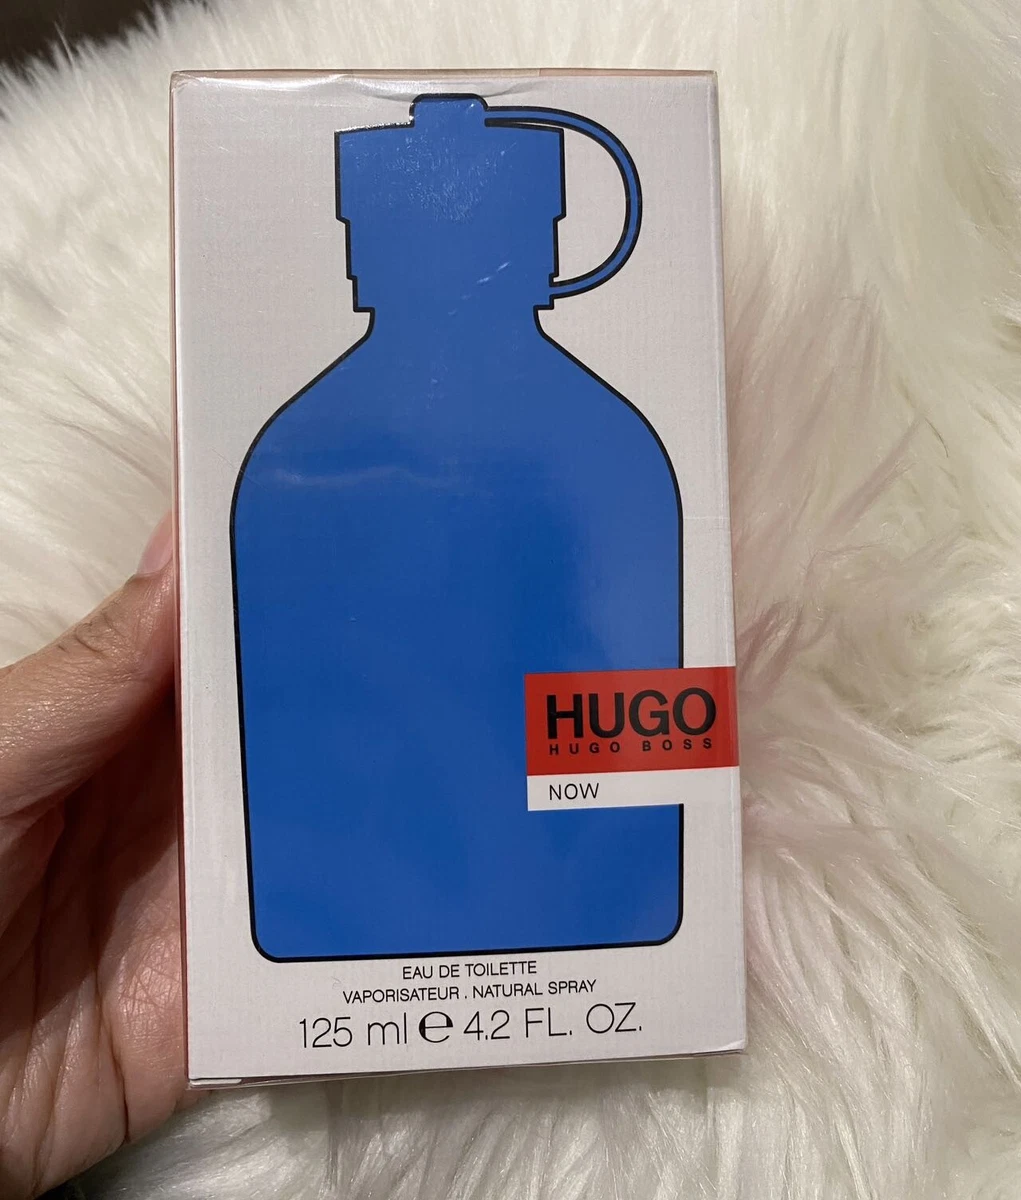 HUGO
HUGO BOSS
NOW
EAU DE TOILETTE
VAPORISATEUR . NATURAL SPRAY
125 ml ℮ 4.2 FL. OZ.